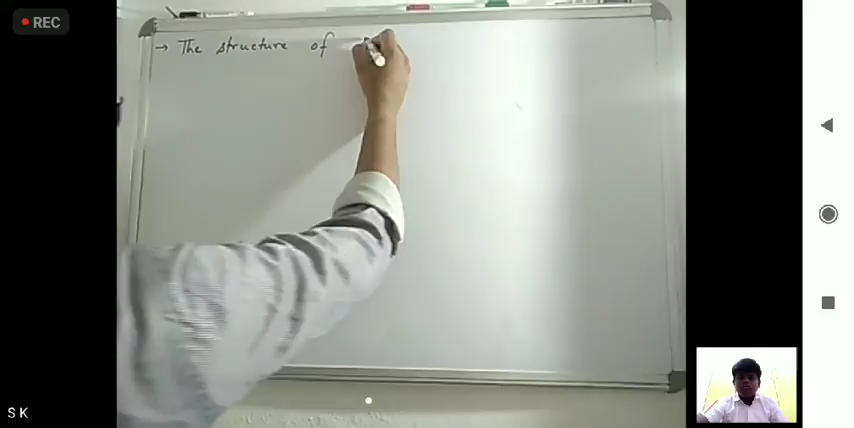 REC
→ The structure of
S K